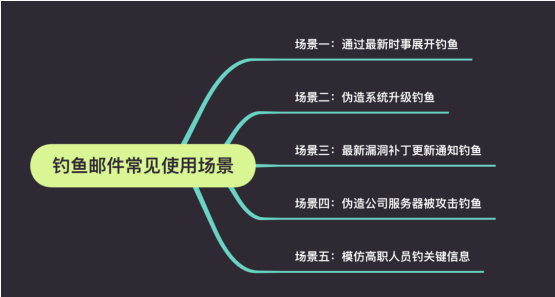 场景一：通过最新时事展开钓鱼
场景二：伪造系统升级钓鱼
场景三：最新漏洞补丁更新通知钓鱼
钓鱼邮件常见使用场景
场景四：伪造公司服务器被攻击钓鱼
场景五：模仿高职人员钓关键信息